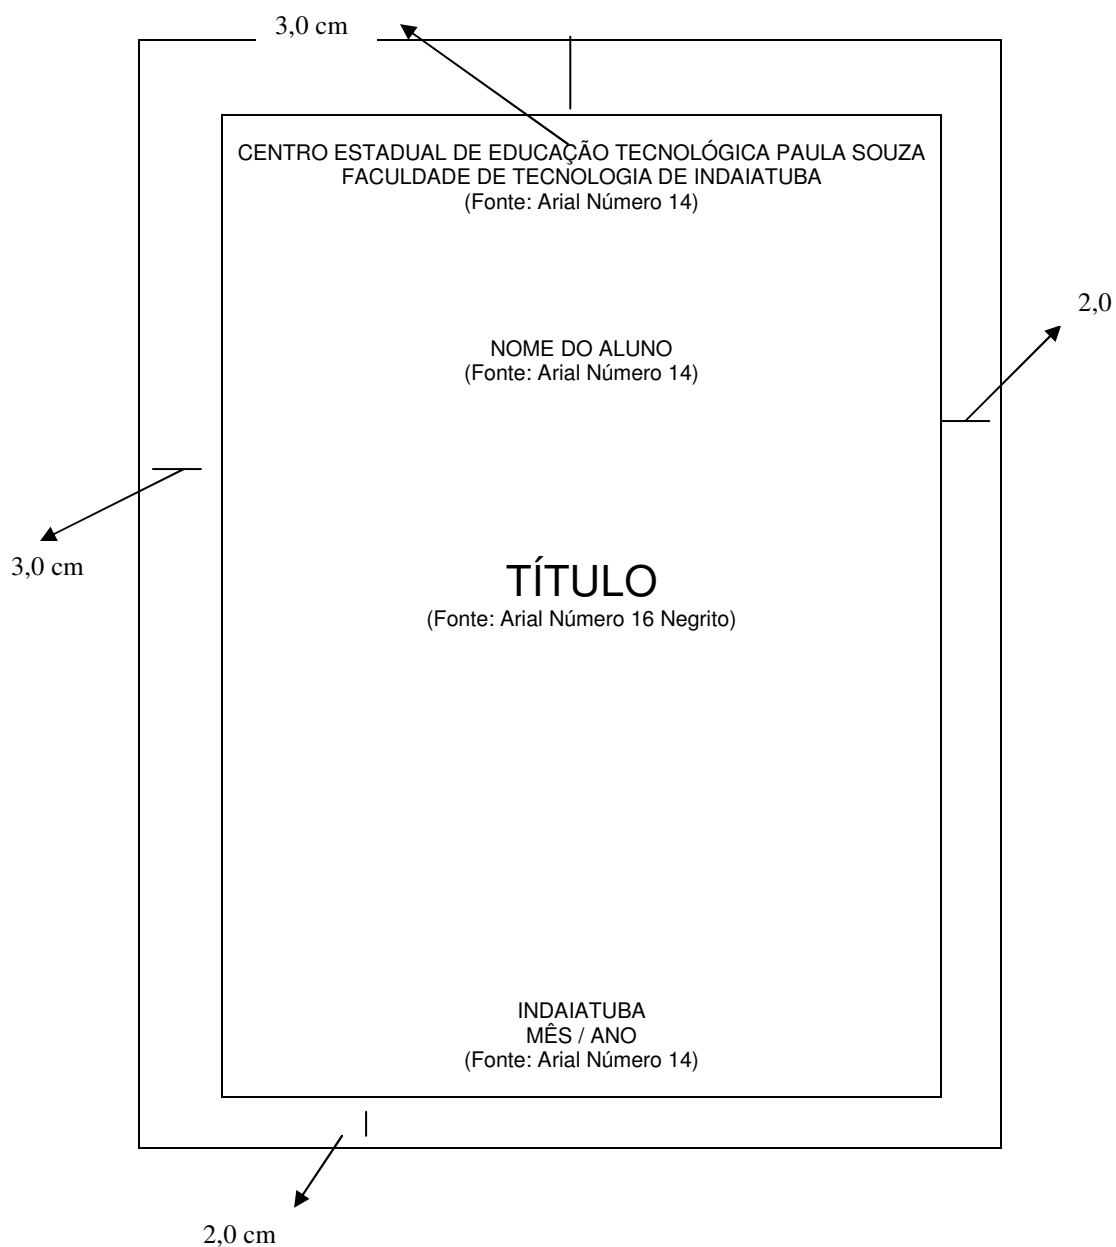 3,0 cm
CENTRO ESTADUAL DE EDUCAÇÃO TECNOLÓGICA PAULA SOUZA
FACULDADE DE TECNOLOGIA DE INDAIATUBA
(Fonte: Arial Número 14)
2,0
NOME DO ALUNO
(Fonte: Arial Número 14)
3,0 cm
TÍTULO
(Fonte: Arial Número 16 Negrito)
INDAIATUBA
MÊS / ANO
(Fonte: Arial Número 14)
2,0 cm